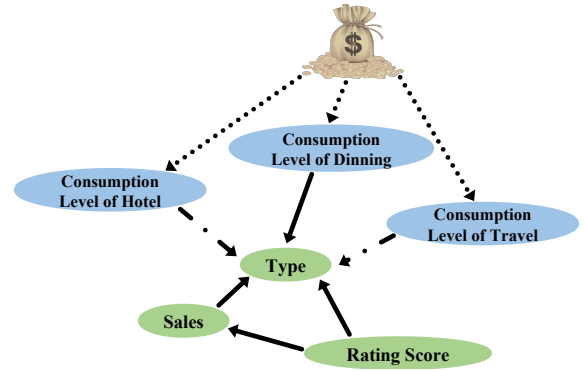 $
Consumption
Level of Dinning
Consumption
Level of Hotel
Consumption
Level of Travel
Type
Sales
Rating Score